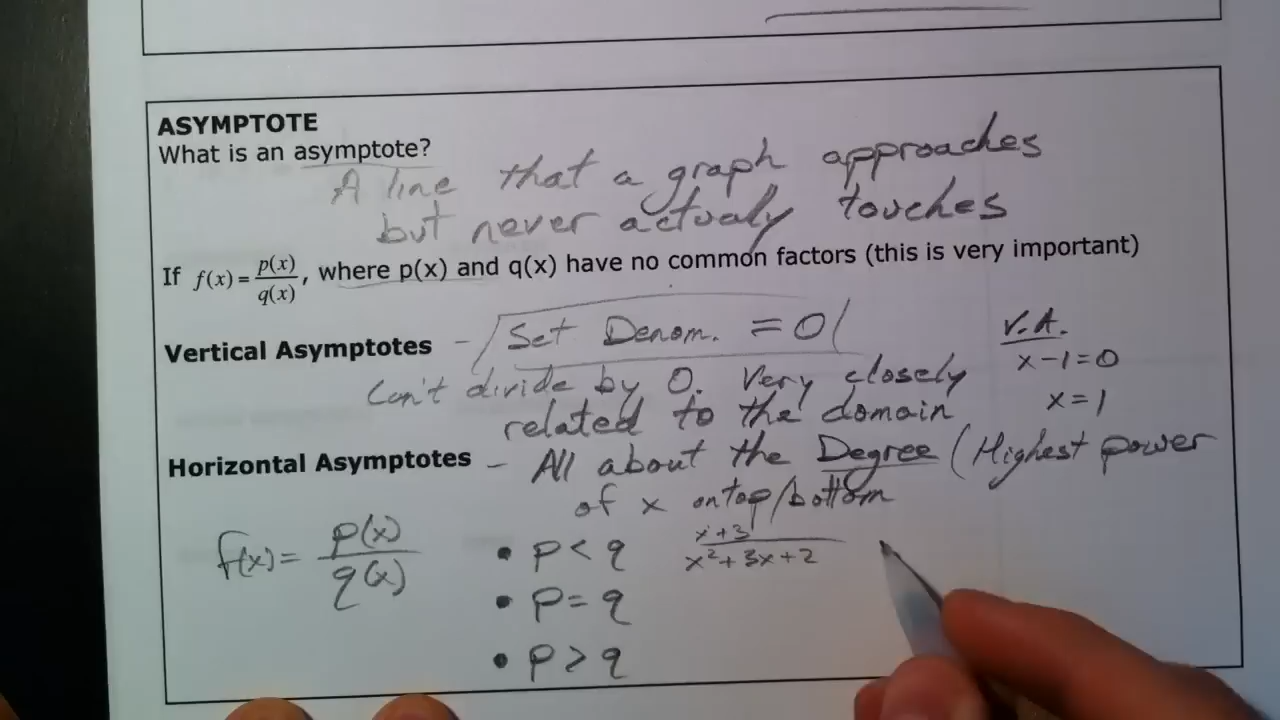 ASYMPTOTE
What is an asymptote?
A line that a graph approaches
but never actualy touches
If f(x) = p(x)/q(x), where p(x) and q(x) have no common factors (this is very important)
Vertical Asymptotes - Set Denom. = 0
Can't divide by 0. Very closely
related to the domain
V.A.
x-1=0
x=1
Horizontal Asymptotes - All about the Degree (Highest power
of x ontop/bottom
f(x) = p(x)/q(x)
• p < q
x+3
x²+3x+2
• p = q
• p > q